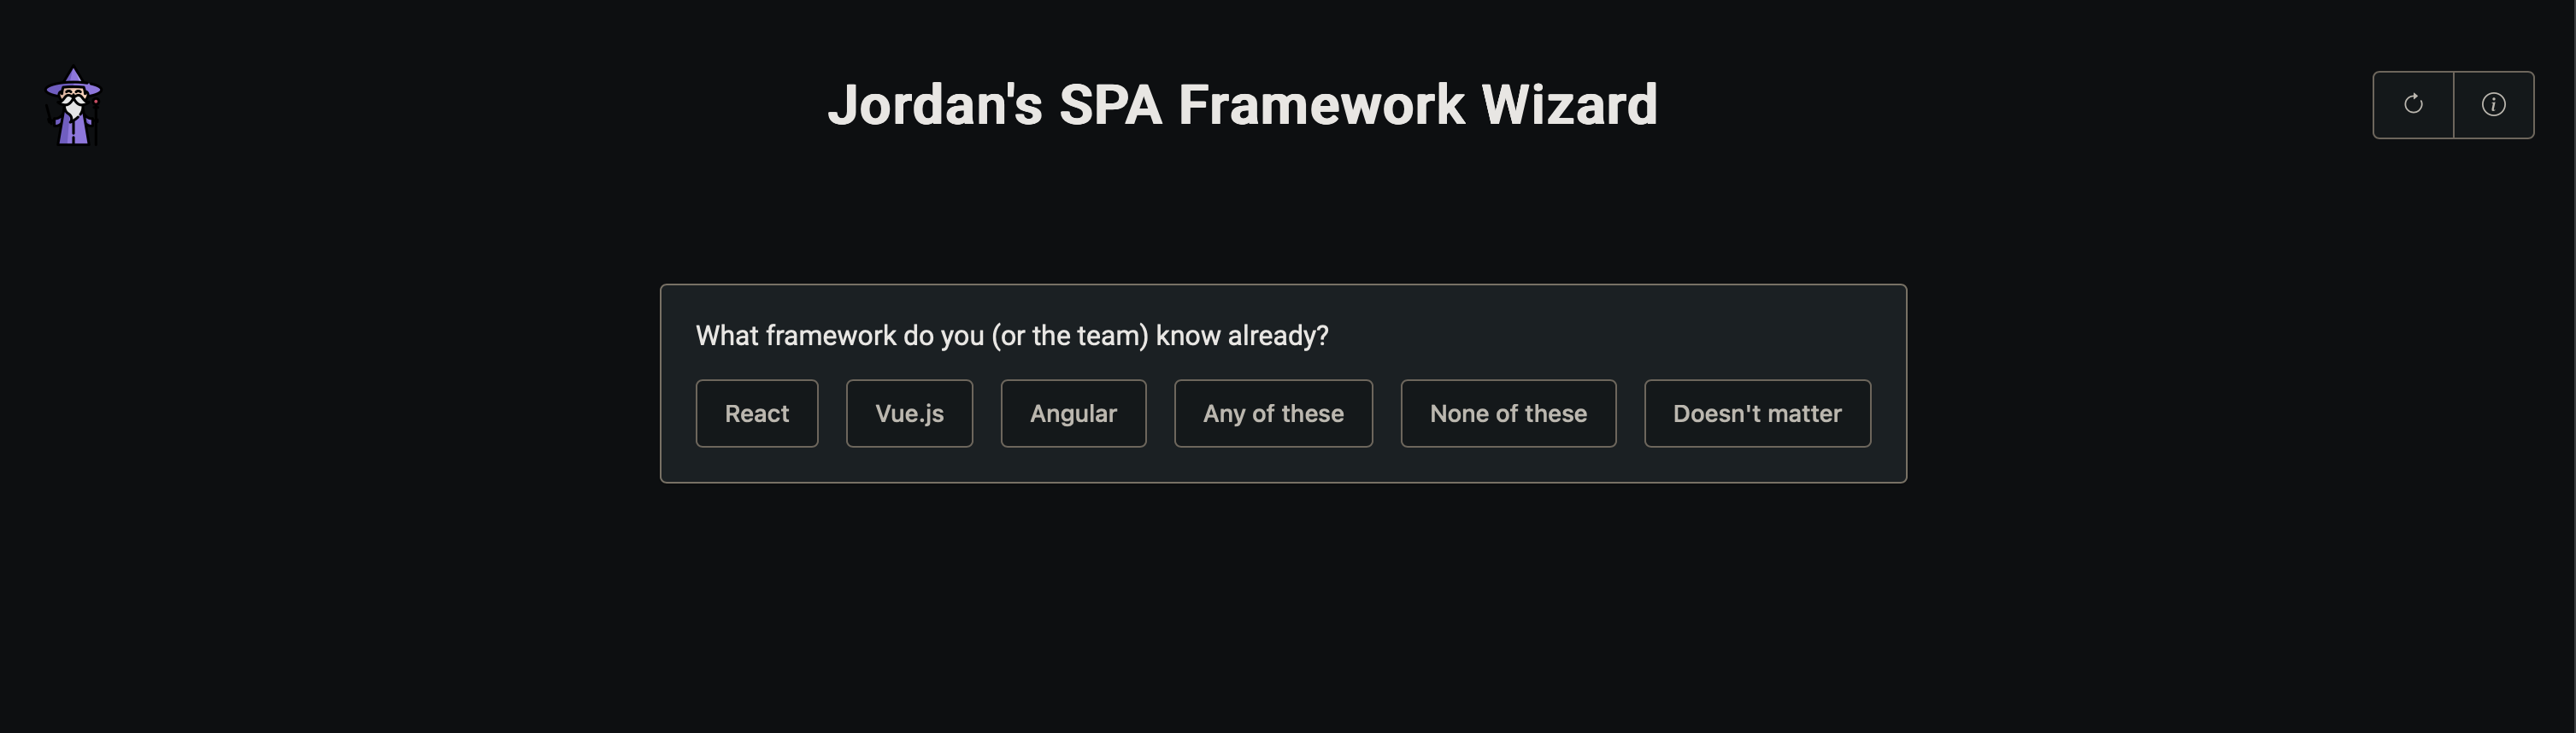 Jordan's SPA Framework Wizard
What framework do you (or the team) know already?
React Vue.js Angular Any of these None of these Doesn't matter